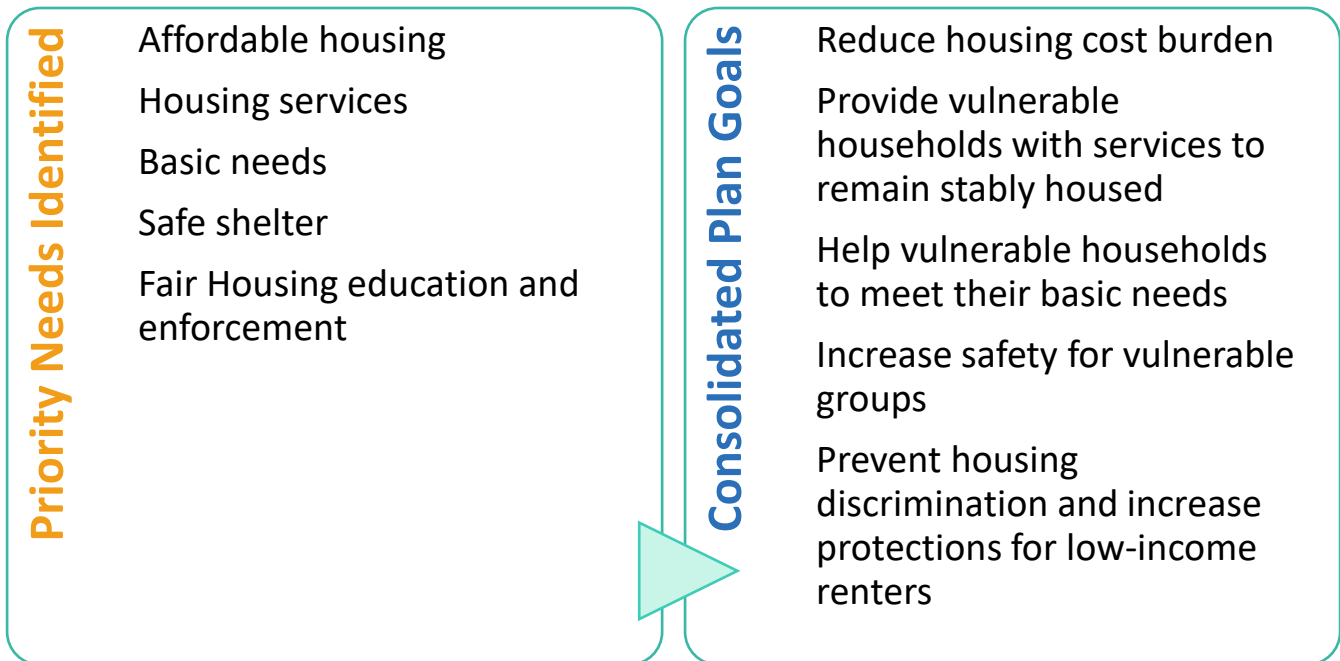 Priority Needs Identified
Affordable housing
Housing services
Basic needs
Safe shelter
Fair Housing education and
enforcement
Consolidated Plan Goals
Reduce housing cost burden
Provide vulnerable
households with services to
remain stably housed
Help vulnerable households
to meet their basic needs
Increase safety for vulnerable
groups
Prevent housing
discrimination and increase
protections for low-income
renters